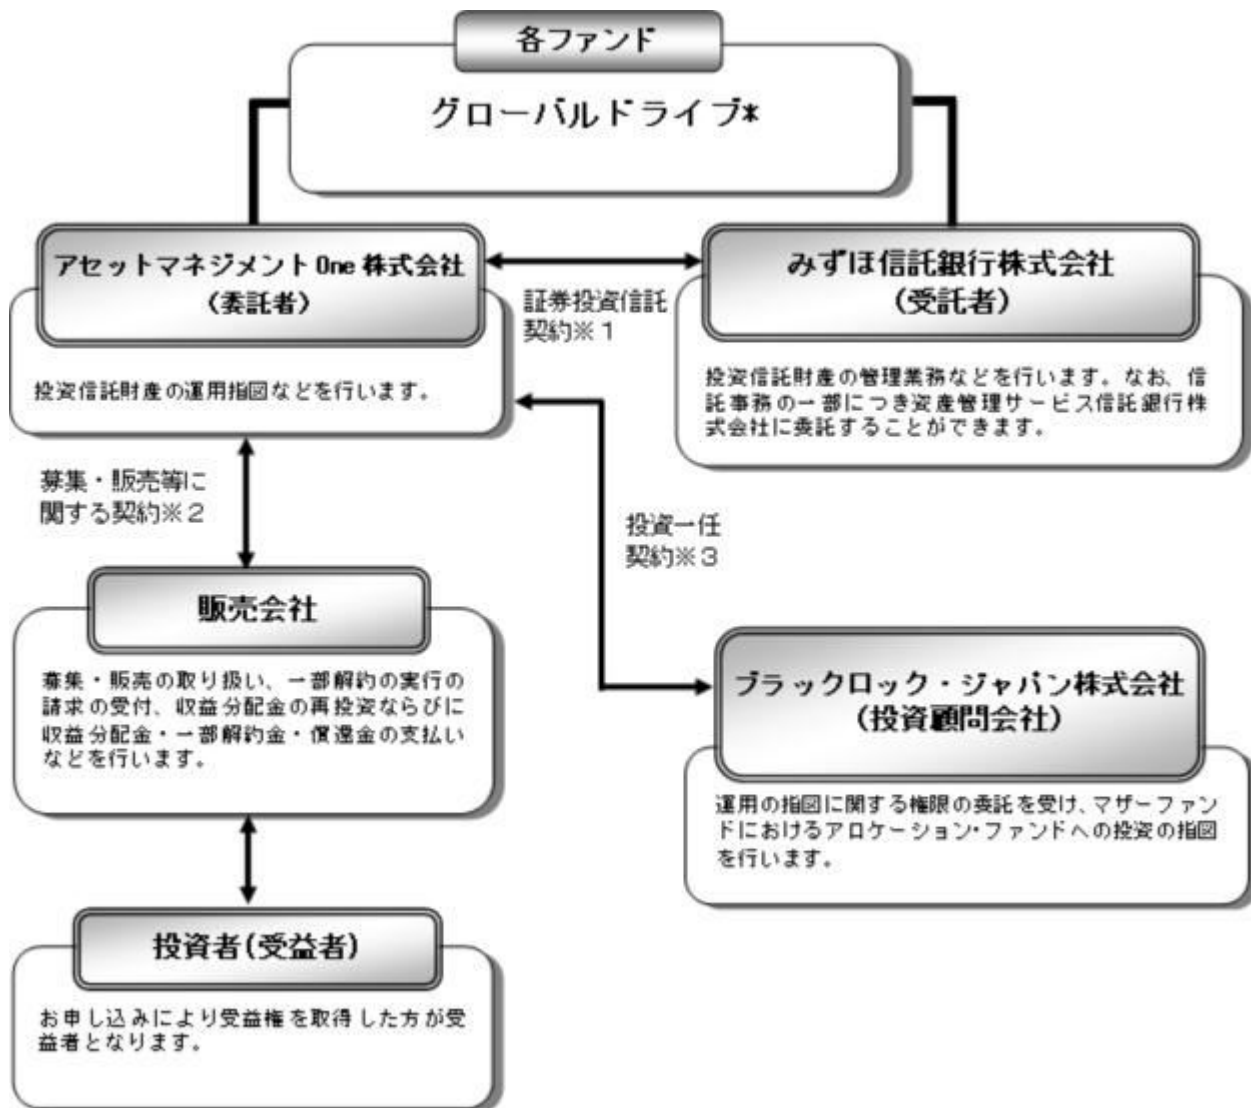 各ファンド
グローバルドライブ*
アセットマネジメントOne 株式会社
（委託者）
投資信託財産の運用指図などを行います。
証券投資信託
契約※１
みずほ信託銀行株式会社
（受託者）
投資信託財産の管理業務などを行います。なお、信
託事務の一部につき資産管理サービス信託銀行株
式会社に委託することができます。
募集・販売等に
関する契約※２
投資一任
契約※３
販売会社
募集・販売の取り扱い、一部解約の実行の
請求の受付、収益分配金の再投資ならびに
収益分配金・一部解約金・償還金の支払い
などを行います。
ブラックロック・ジャパン株式会社
（投資顧問会社）
運用の指図に関する権限の委託を受け、マザーファン
ドにおけるアロケーション・ファンドへの投資の指図
を行います。
投資者(受益者)
お申し込みにより受益権を取得した方が受
益者となります。